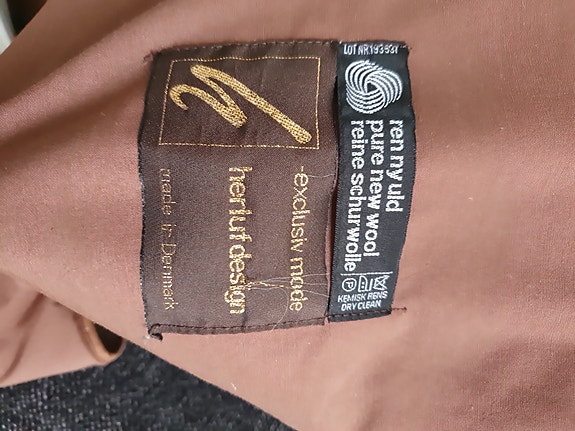 LOT NR.193937
ren ny uld
pure new wool
reine schurwolle
P
KEMISK RENS
DRY CLEAN
-exclusiv mode
herluf design
made in Denmark